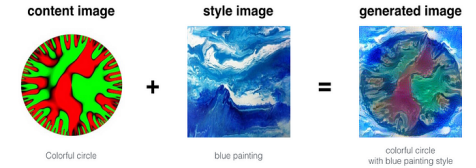 content image
style image
generated image
+
=
Colorful circle
blue painting
colorful circle
with blue painting style